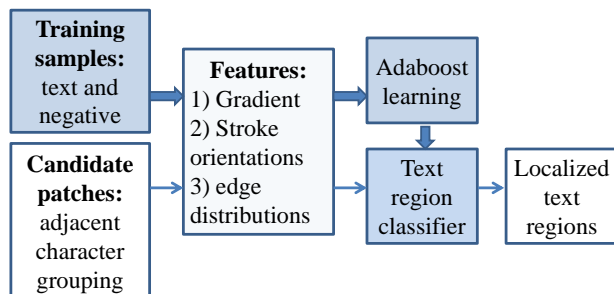 Training
samples:
text and
negative
Features:
1) Gradient
2) Stroke
orientations
3) edge
distributions
Adaboost
learning
Candidate
patches:
adjacent
character
grouping
Text
region
classifier
Localized
text
regions